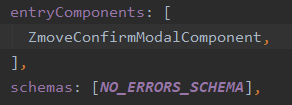 entryComponents: [
ZmoveConfirmModalComponent,
],
schemas: [NO_ERRORS_SCHEMA],